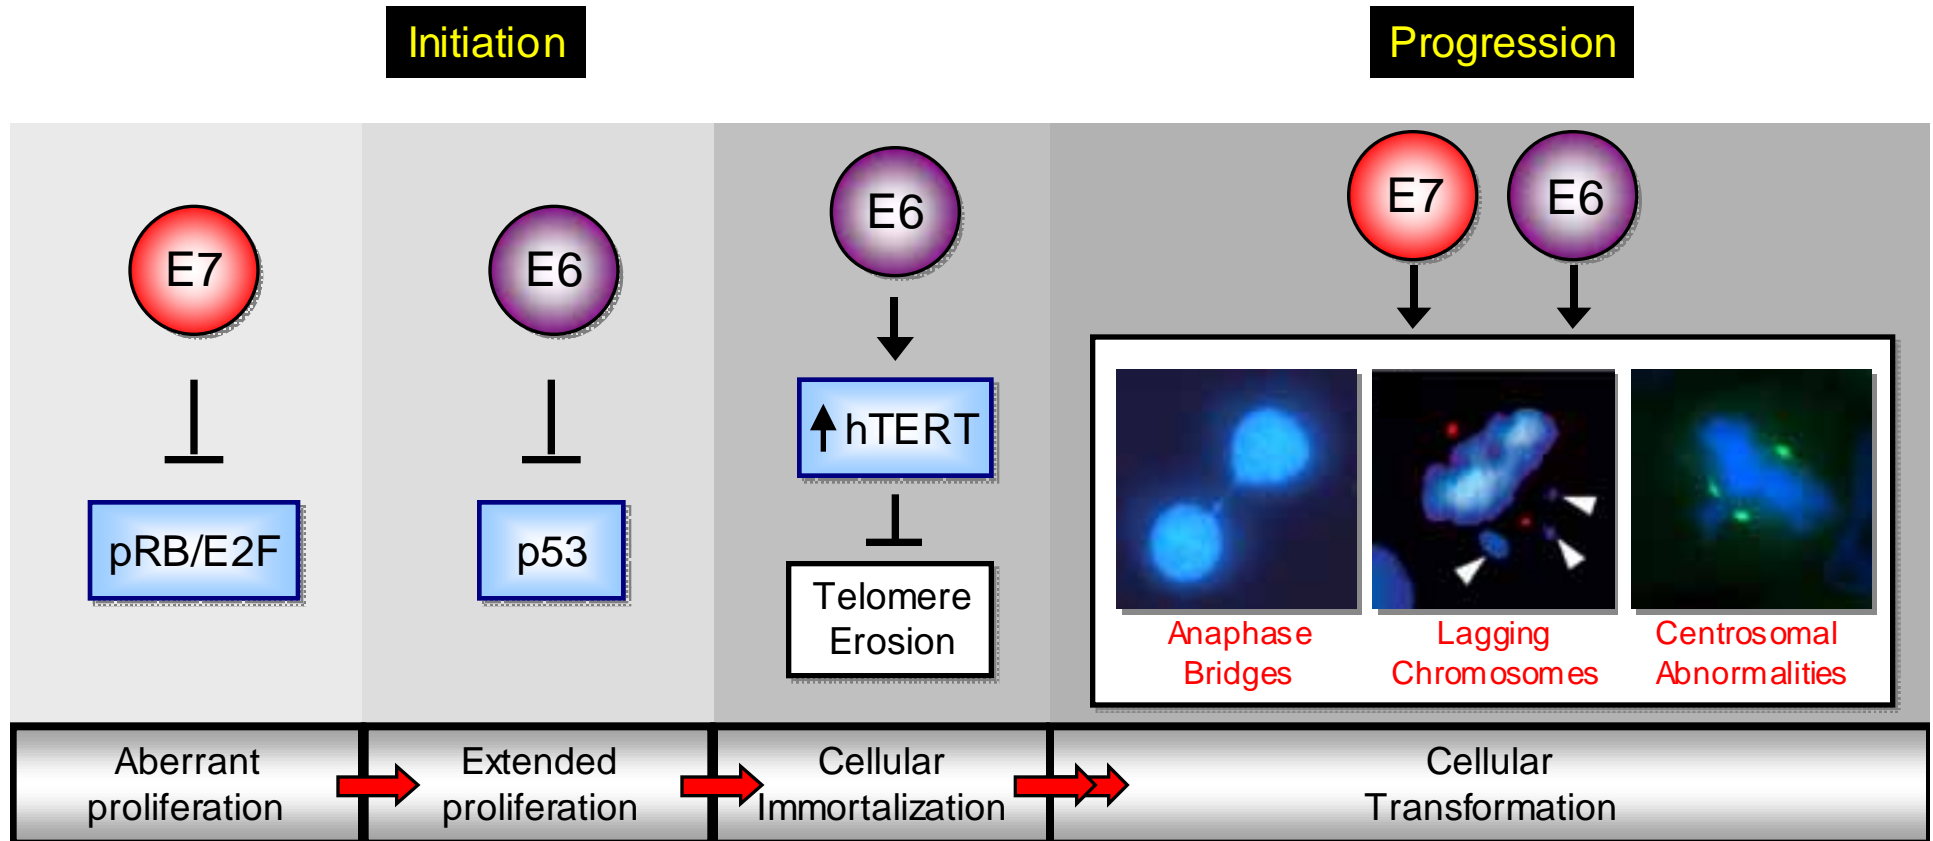 Initiation
Progression
E7
pRB/E2F
E6
p53
E6
hTERT
Telomere
Erosion
E7
E6
Anaphase
Bridges
Lagging
Chromosomes
Centrosomal
Abnormalities
Aberrant
proliferation
Extended
proliferation
Cellular
Immortalization
Cellular
Transformation